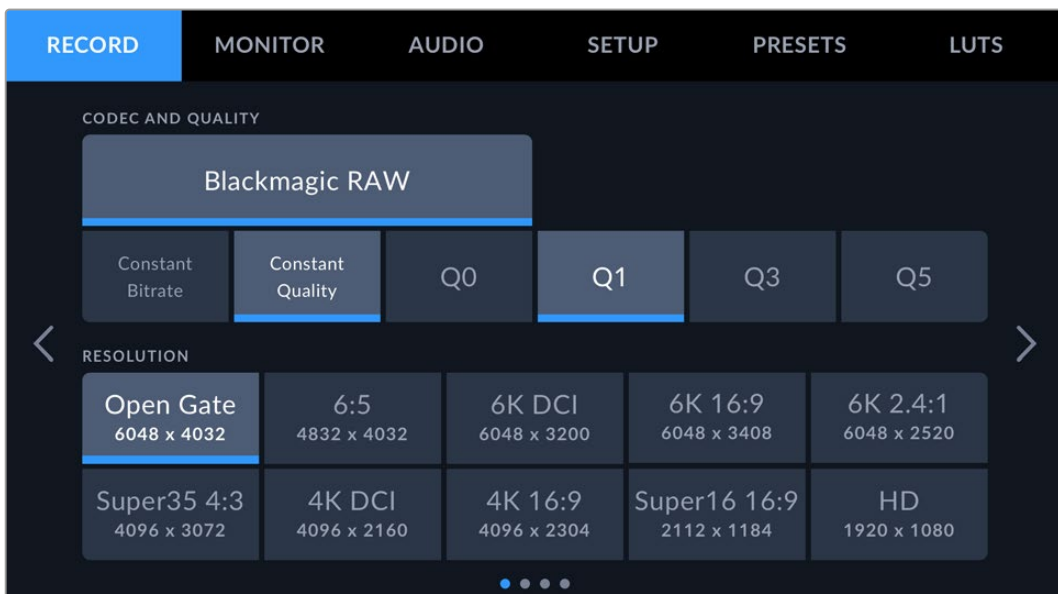 RECORD MONITOR AUDIO SETUP PRESETS LUTS
CODEC AND QUALITY
Blackmagic RAW
Constant Bitrate
Constant Quality
Q0 Q1 Q3 Q5
RESOLUTION
Open Gate 6:5 6K DCI 6K 16:9 6K 2.4:1
6048 x 4032 4832 x 4032 6048 x 3200 6048 x 3408 6048 x 2520
Super35 4:3 4K DCI 4K 16:9 Super16 16:9 HD
4096 x 3072 4096 x 2160 4096 x 2304 2112 x 1184 1920 x 1080